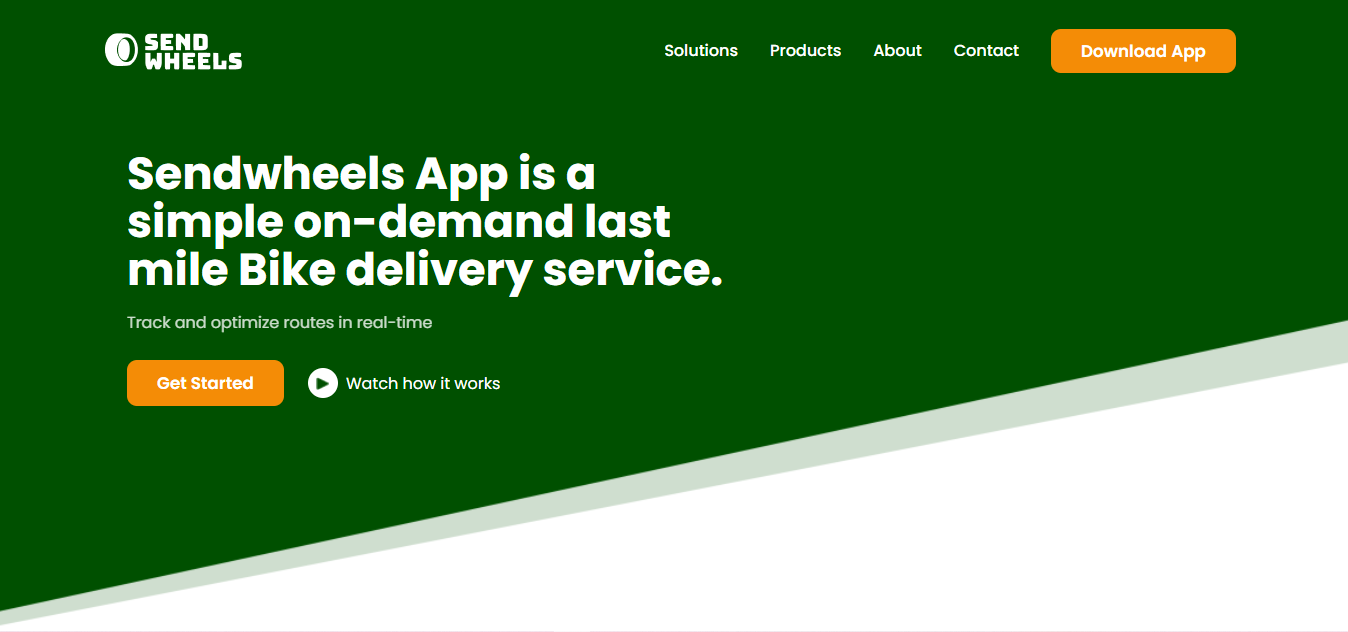 SEND
WHEELS
Solutions Products About Contact Download App
Sendwheels App is a
simple on-demand last
mile Bike delivery service.
Track and optimize routes in real-time
Get Started Watch how it works